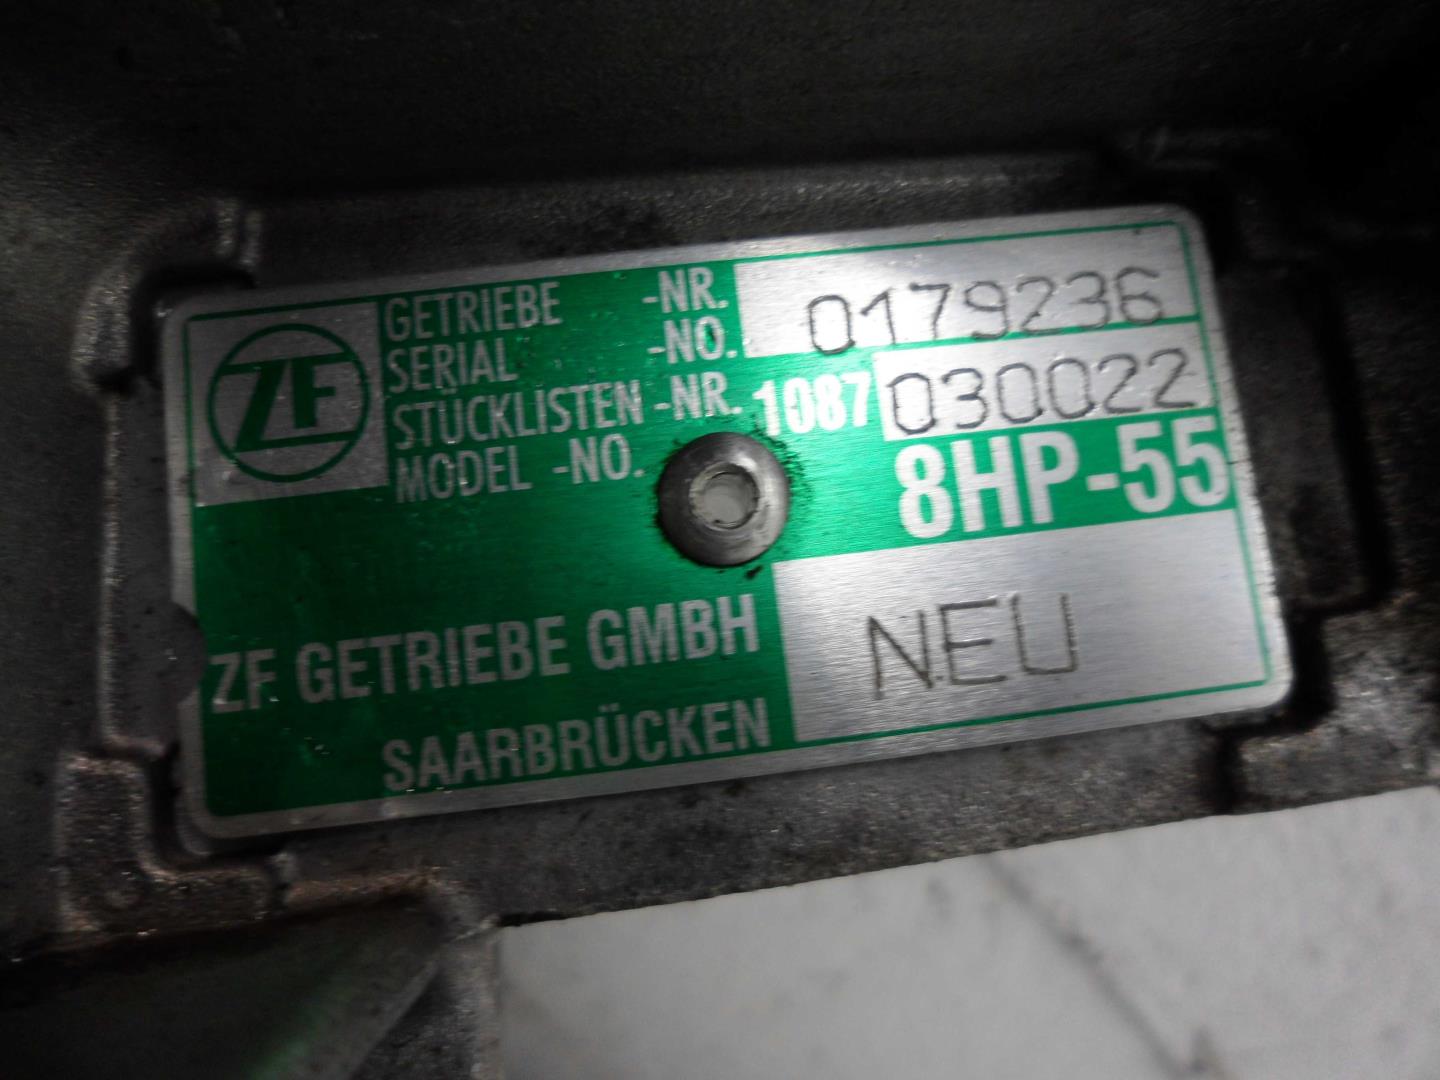 ZF
GETRIEBE -NR. 0179236
SERIAL -NO.
STÜCKLISTEN -NR. 1087 030022
MODEL -NO. 8HP-55
ZF GETRIEBE GMBH NEU
SAARBRÜCKEN